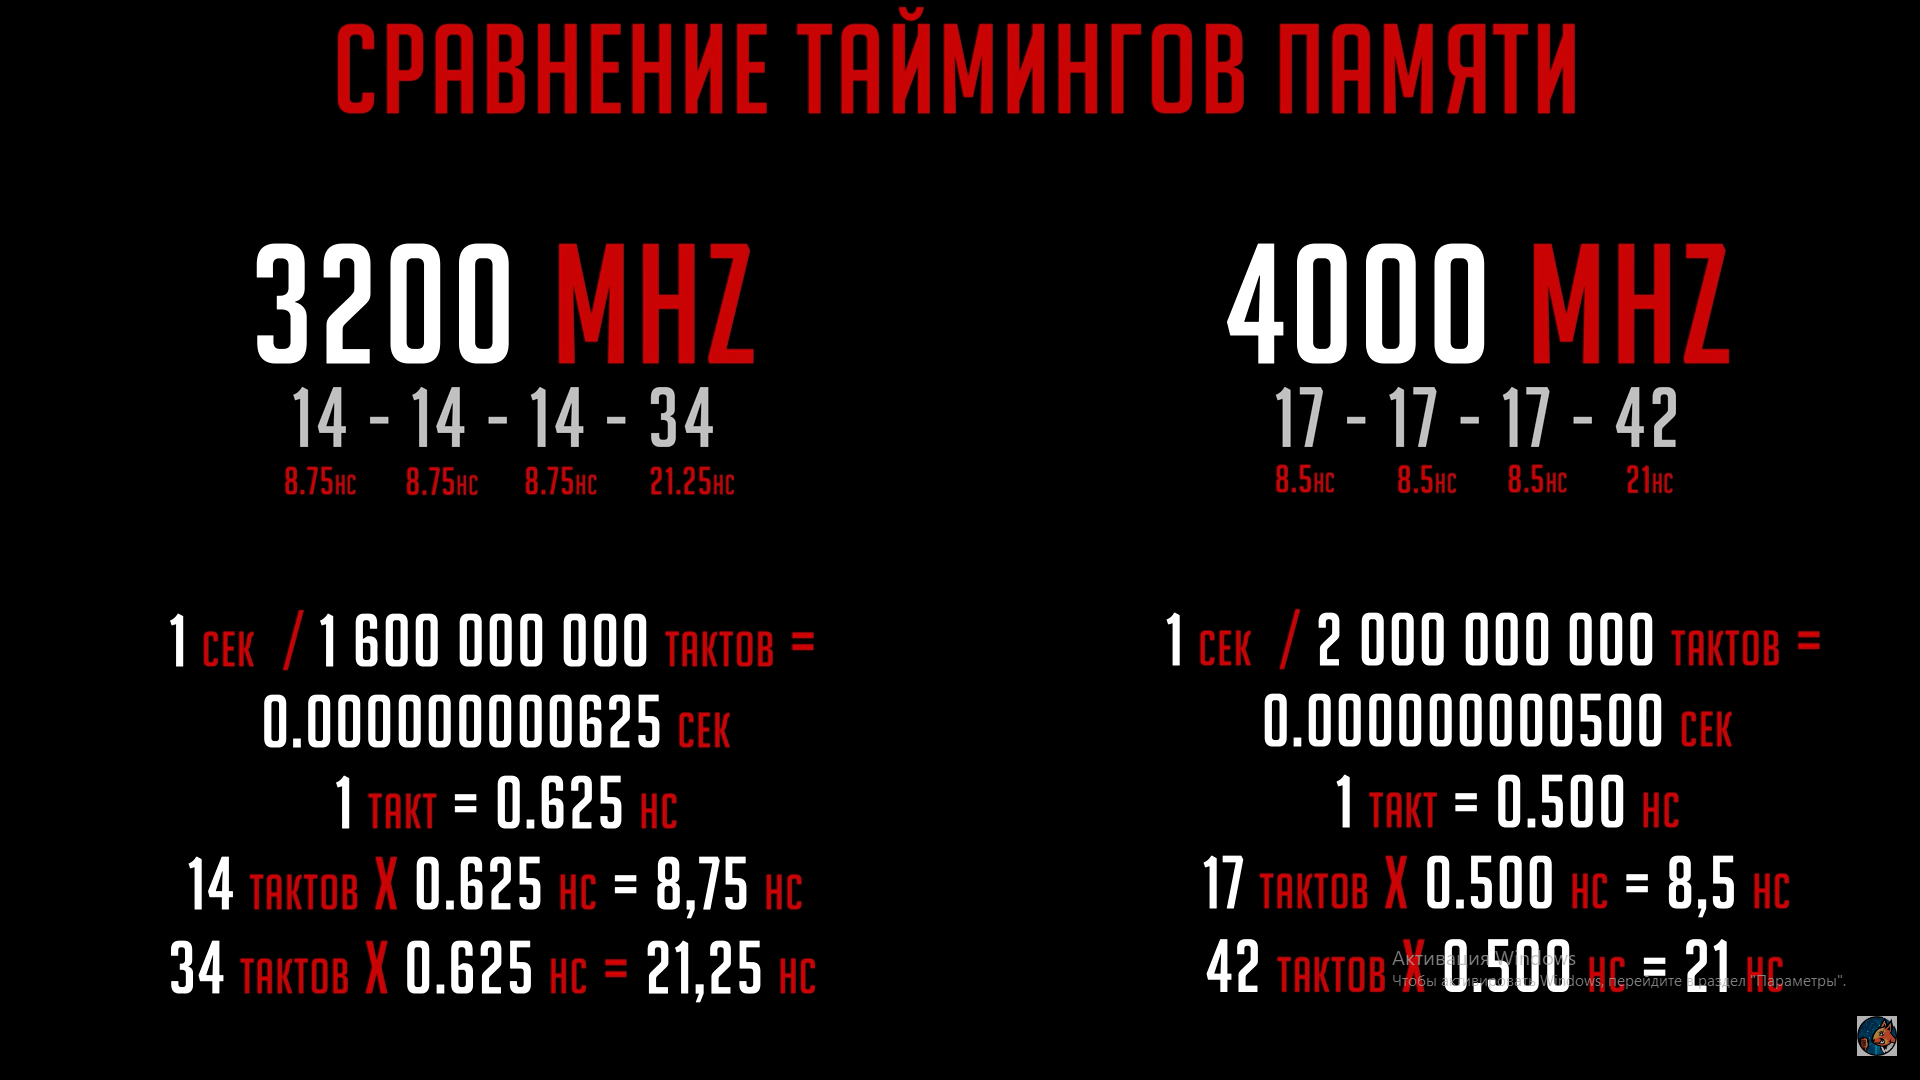 СРАВНЕНИЕ ТАЙМИНГОВ ПАМЯТИ
3200 MHZ
14 - 14 - 14 - 34
8.75нс 8.75нс 8.75нс 21.25нс
1 сек / 1 600 000 000 тактов =
0.000000000625 сек
1 такт = 0.625 нс
14 тактов X 0.625 нс = 8,75 нс
34 тактов X 0.625 нс = 21,25 нс
4000 MHZ
17 - 17 - 17 - 42
8.5нс 8.5нс 8.5нс 21нс
1 сек / 2 000 000 000 тактов =
0.000000000500 сек
1 такт = 0.500 нс
17 тактов X 0.500 нс = 8,5 нс
42 тактов X 0.500 нс = 21 нс
Активация Windows
Чтобы активировать Windows, перейдите в раздел "Параметры".